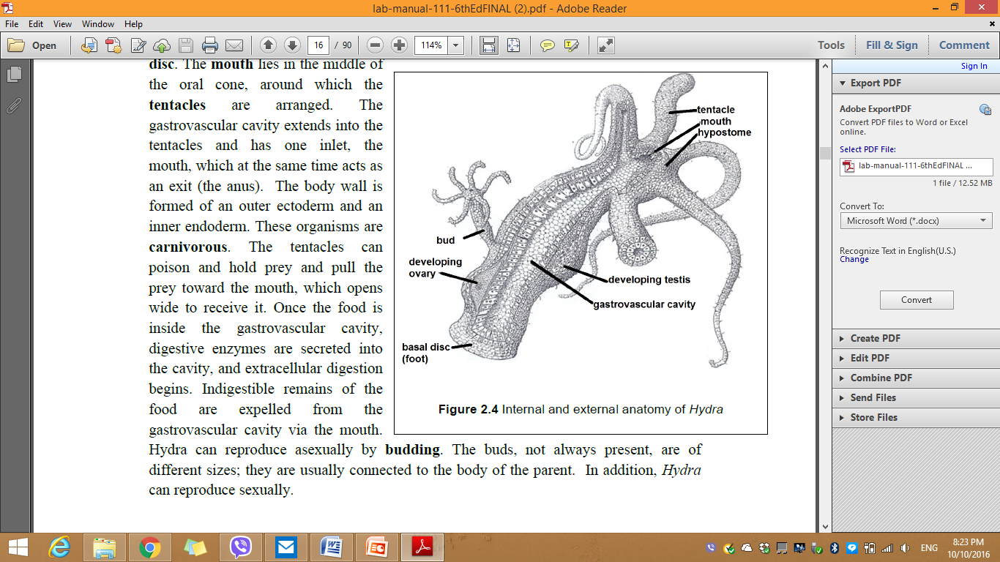 lab-manual-111-6thEdFINAL (2).pdf - Adobe Reader
File Edit View Window Help
Open
16 / 90
114%
Tools
Fill & Sign
Comment
disc. The mouth lies in the middle of
the oral cone, around which the
tentacles are arranged. The
gastrovascular cavity extends into the
tentacles and has one inlet, the
mouth, which at the same time acts as
an exit (the anus). The body wall is
formed of an outer ectoderm and an
inner endoderm. These organisms are
carnivorous. The tentacles can
poison and hold prey and pull the
prey toward the mouth, which opens
wide to receive it. Once the food is
inside the gastrovascular cavity,
digestive enzymes are secreted into
the cavity, and extracellular digestion
begins. Indigestible remains of the
food are expelled from the
gastrovascular cavity via the mouth.
Hydra can reproduce asexually by budding. The buds, not always present, are of
different sizes; they are usually connected to the body of the parent. In addition, Hydra
can reproduce sexually.
tentacle
mouth
hypostome
bud
developing
ovary
developing testis
gastrovascular cavity
basal disc
(foot)
Figure 2.4 Internal and external anatomy of Hydra
Sign In
Export PDF
Adobe ExportPDF
Convert PDF files to Word or Excel
online.
Select PDF File:
lab-manual-111-6thEdFINAL ...
1 file / 12.52 MB
Convert To:
Microsoft Word (*.docx)
Recognize Text in English(U.S.)
Change
Convert
Create PDF
Edit PDF
Combine PDF
Send Files
Store Files
ENG
8:23 PM
10/10/2016